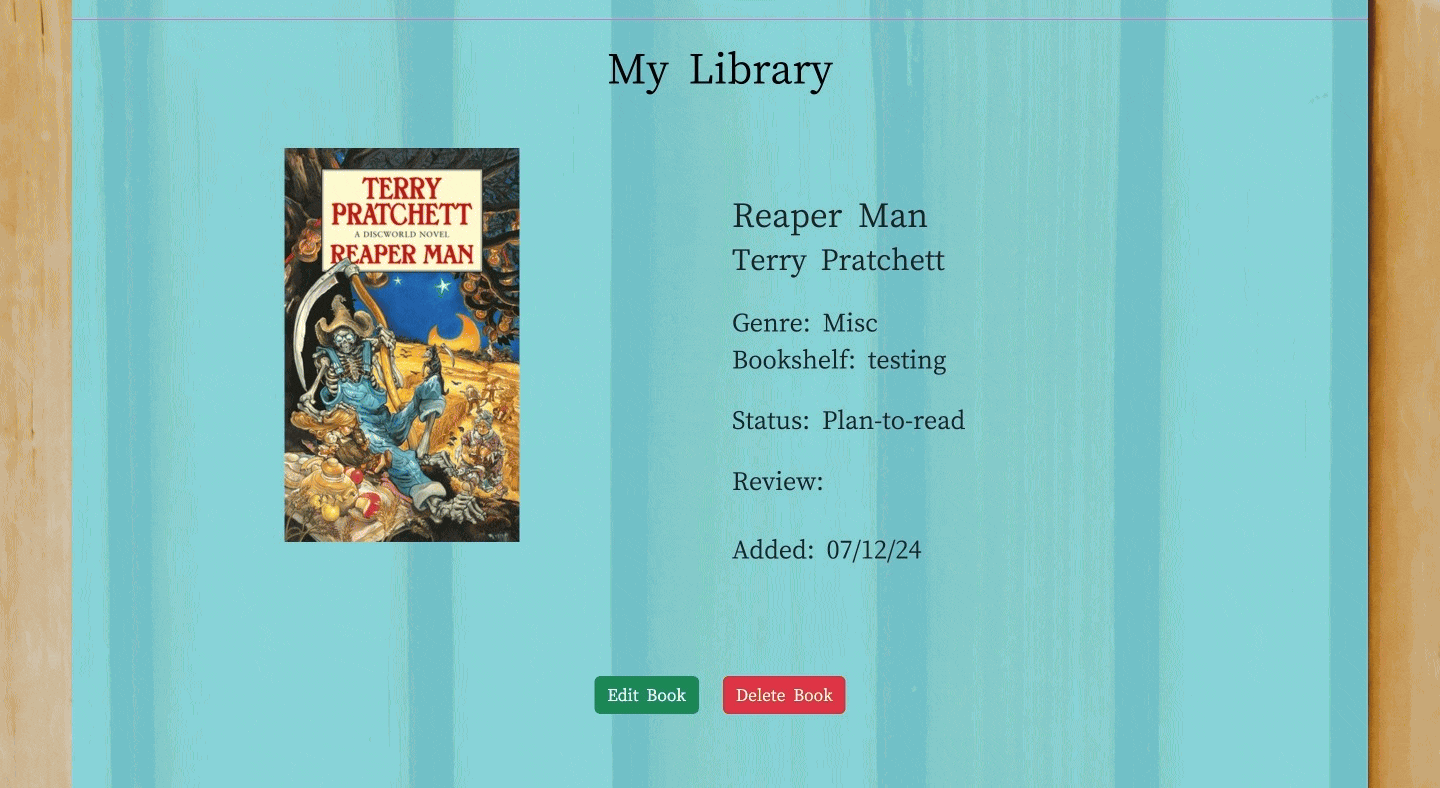 My Library
TERRY
PRATCHETT
A DISCWORLD NOVEL
REAPER MAN
Reaper Man
Terry Pratchett
Genre: Misc
Bookshelf: testing
Status: Plan-to-read
Review:
Added: 07/12/24
Edit Book
Delete Book